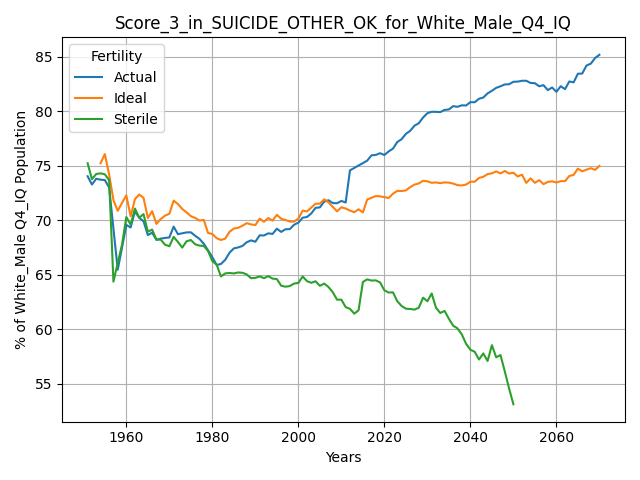 Score_3_in_SUICIDE_OTHER_OK_for_White_Male_Q4_IQ
% of White_Male Q4_IQ Population
85
80
75
70
65
60
55
Fertility
Actual
Ideal
Sterile
1960 1980 2000 2020 2040 2060
Years